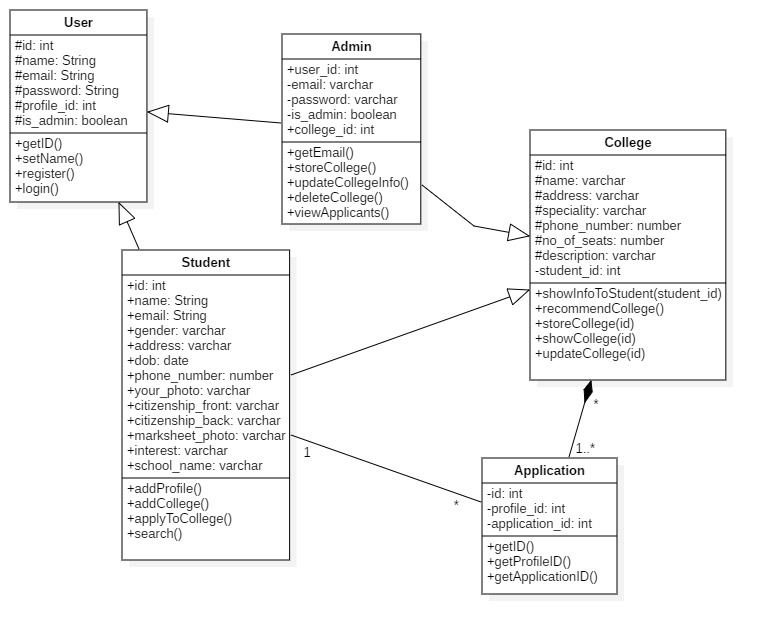 User
#id: int
#name: String
#email: String
#password: String
#profile_id: int
#is_admin: boolean
+getID()
+setName()
+register()
+login()
Admin
+user_id: int
-email: varchar
-password: varchar
-is_admin: boolean
+college_id: int
+getEmail()
+storeCollege()
+updateCollegeInfo()
+deleteCollege()
+viewApplicants()
College
#id: int
#name: varchar
#address: varchar
#speciality: varchar
#phone_number: number
#no_of_seats: number
#description: varchar
-student_id: int
+showInfoToStudent(student_id)
+recommendCollege()
+storeCollege(id)
+showCollege(id)
+updateCollege(id)
Student
+id: int
+name: String
+email: String
+gender: varchar
+address: varchar
+dob: date
+phone_number: number
+your_photo: varchar
+citizenship_front: varchar
+citizenship_back: varchar
+marksheet_photo: varchar
+interest: varchar
+school_name: varchar
+addProfile()
+addCollege()
+applyToCollege()
+search()
1
*
*
1..*
Application
-id: int
-profile_id: int
-application_id: int
+getID()
+getProfileID()
+getApplicationID()